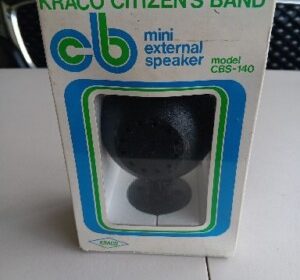 KRACO CITIZEN'S BAND
cb
mini
external
speaker
model
CBS-140
KRACO